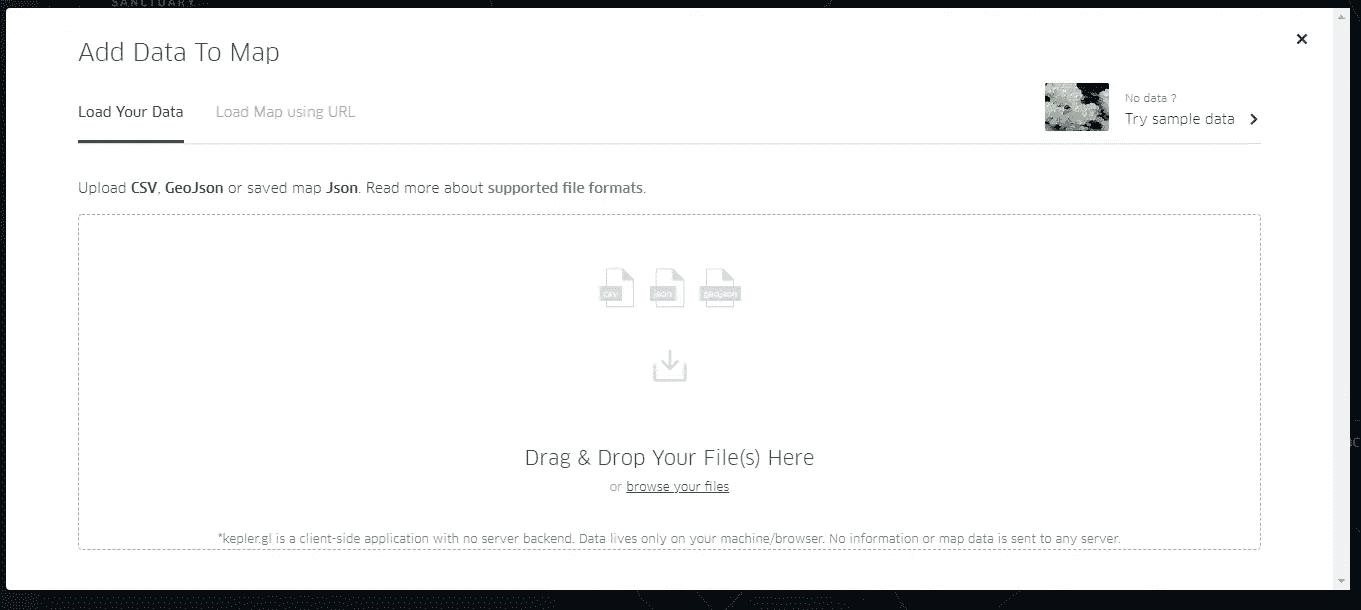 SANCTUARY
Add Data To Map
Load Your Data
Load Map using URL
No data ?
Try sample data
Upload CSV, GeoJson or saved map Json. Read more about supported file formats.
CSV
json
geojson
Drag & Drop Your File(s) Here
or browse your files
*kepler.gl is a client-side application with no server backend. Data lives only on your machine/browser. No information or map data is sent to any server.